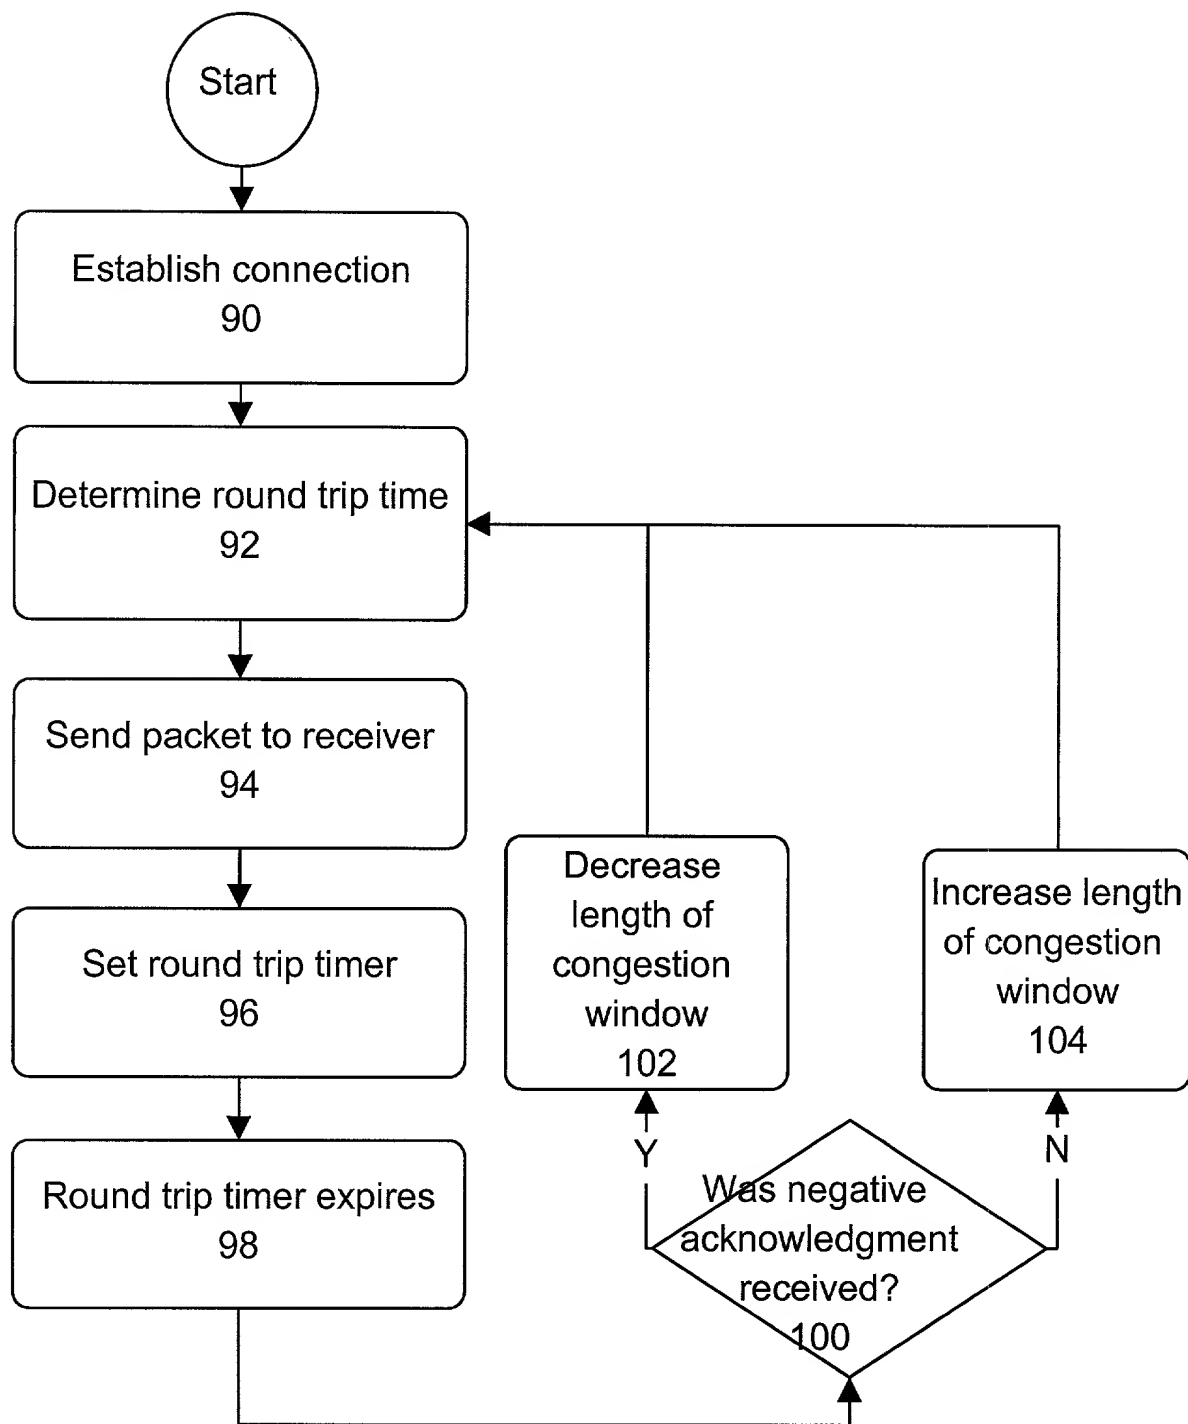 Start
Establish connection
90
Determine round trip time
92
Send packet to receiver
94
Set round trip timer
96
Round trip timer expires
98
Was negative
acknowledgment
received?
100
Y
Decrease
length of
congestion
window
102
N
Increase length
of congestion
window
104